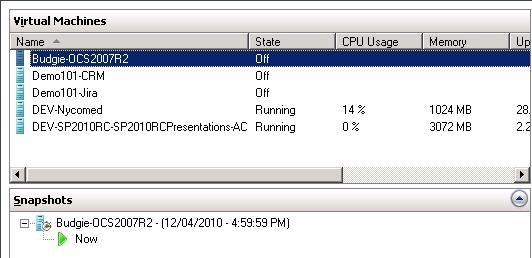 Virtual Machines
Name State CPU Usage Memory Up
Budgie-OCS2007R2 Off
Demo101-CRM Off
Demo101-Jira Off
DEV-Nycomed Running 14 % 1024 MB 28.
DEV-SP2010RC-SP2010RCPresentations-AC Running 0 % 3072 MB 2.2
Snapshots
Budgie-OCS2007R2 - (12/04/2010 - 4:59:59 PM)
Now